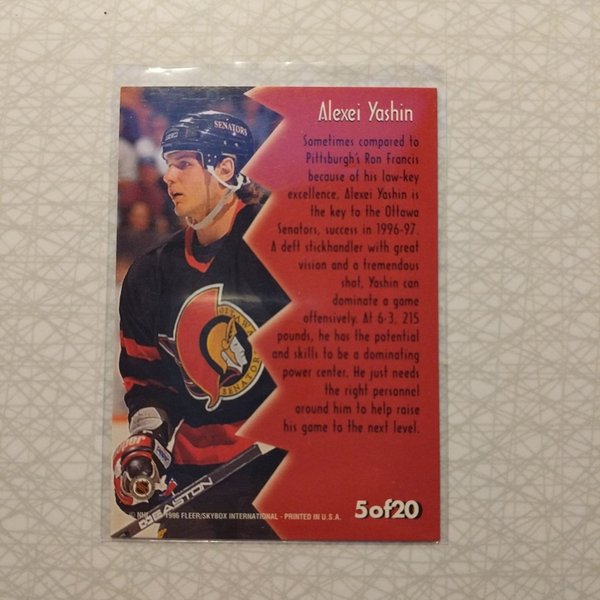 Alexei Yashin
SENATORS
Sometimes compared to
Pittsburgh's Ron Francis
because of his low-key
excellence, Alexei Yashin is
the key to the Ottawa
Senators, success in 1996-97.
A deft stickhandler with great
vision and a tremendous
shot, Yashin can
dominate a game
offensively. At 6-3, 215
pounds, he has the potential
and skills to be a dominating
power center. He just needs
the right personnel
around him to help raise
his game to the next level.
OTTAWA
SENATORS
EASTON
© NHL 1996 FLEER/SKYBOX INTERNATIONAL - PRINTED IN U.S.A.
5 of 20